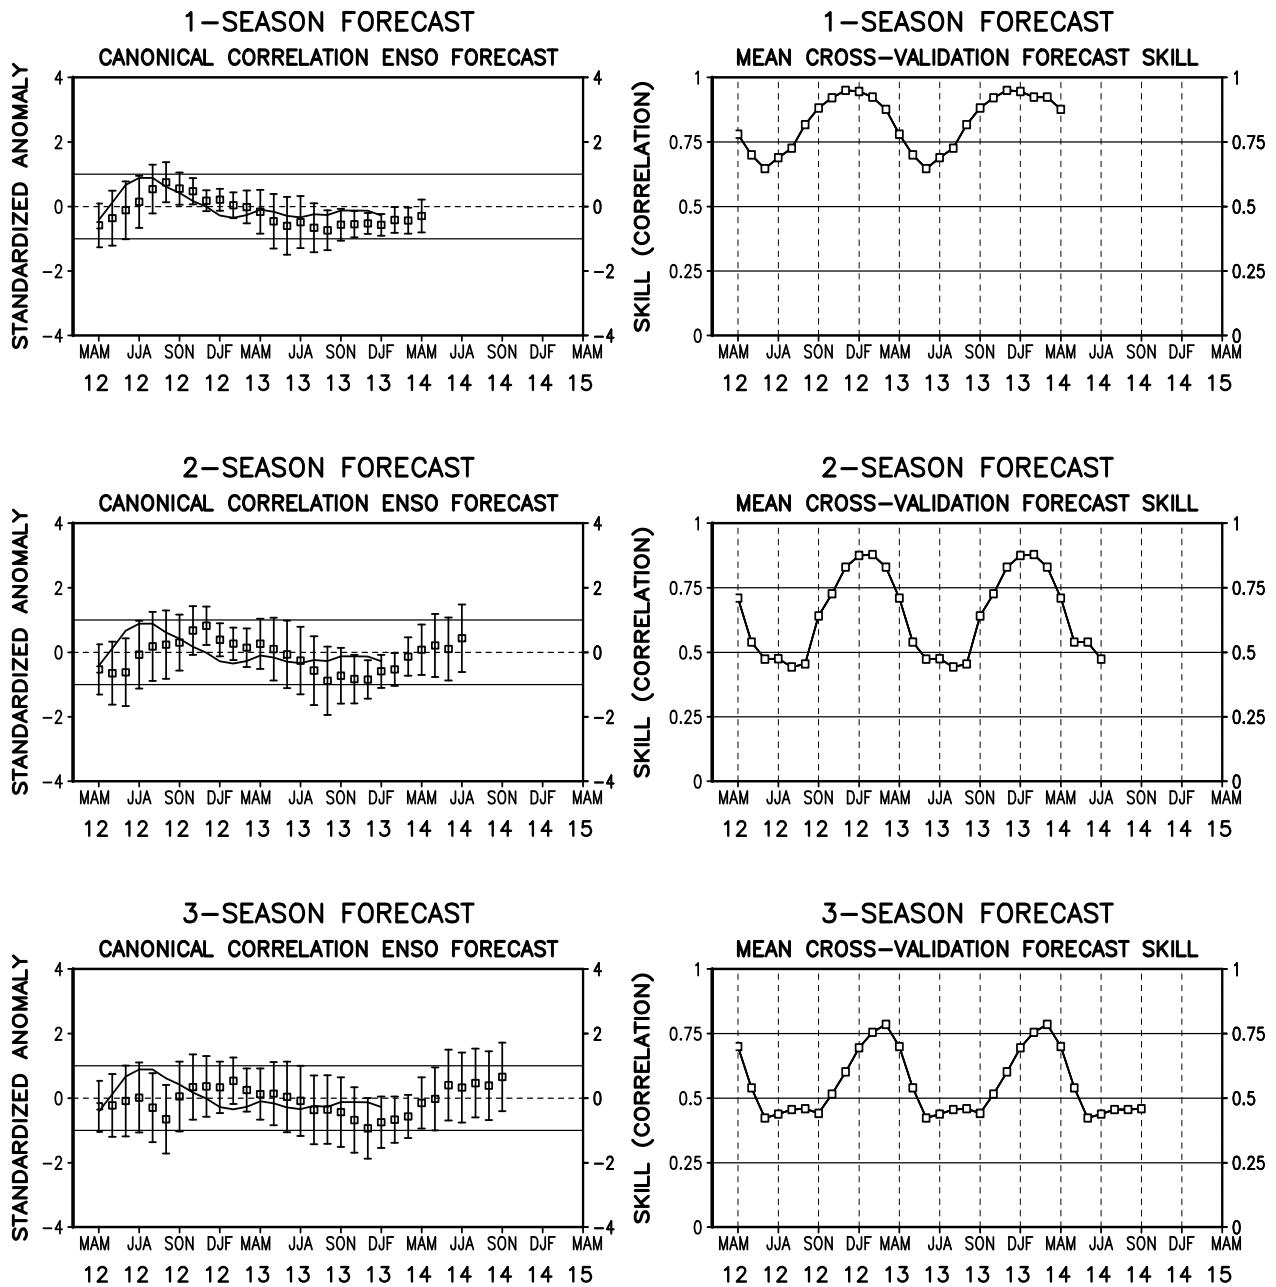 1-SEASON FORECAST
CANONICAL CORRELATION ENSO FORECAST
STANDARDIZED ANOMALY
4 4
2 2
0 0
-2 -2
-4 -4
MAM JJA SON DJF MAM JJA SON DJF MAM JJA SON DJF MAM
12 12 12 12 13 13 13 13 14 14 14 14 15
1-SEASON FORECAST
MEAN CROSS-VALIDATION FORECAST SKILL
SKILL (CORRELATION)
1 1
0.75 0.75
0.5 0.5
0.25 0.25
0 0
MAM JJA SON DJF MAM JJA SON DJF MAM JJA SON DJF MAM
12 12 12 12 13 13 13 13 14 14 14 14 15
2-SEASON FORECAST
CANONICAL CORRELATION ENSO FORECAST
STANDARDIZED ANOMALY
4 4
2 2
0 0
-2 -2
-4 -4
MAM JJA SON DJF MAM JJA SON DJF MAM JJA SON DJF MAM
12 12 12 12 13 13 13 13 14 14 14 14 15
2-SEASON FORECAST
MEAN CROSS-VALIDATION FORECAST SKILL
SKILL (CORRELATION)
1 1
0.75 0.75
0.5 0.5
0.25 0.25
0 0
MAM JJA SON DJF MAM JJA SON DJF MAM JJA SON DJF MAM
12 12 12 12 13 13 13 13 14 14 14 14 15
3-SEASON FORECAST
CANONICAL CORRELATION ENSO FORECAST
STANDARDIZED ANOMALY
4 4
2 2
0 0
-2 -2
-4 -4
MAM JJA SON DJF MAM JJA SON DJF MAM JJA SON DJF MAM
12 12 12 12 13 13 13 13 14 14 14 14 15
3-SEASON FORECAST
MEAN CROSS-VALIDATION FORECAST SKILL
SKILL (CORRELATION)
1 1
0.75 0.75
0.5 0.5
0.25 0.25
0 0
MAM JJA SON DJF MAM JJA SON DJF MAM JJA SON DJF MAM
12 12 12 12 13 13 13 13 14 14 14 14 15